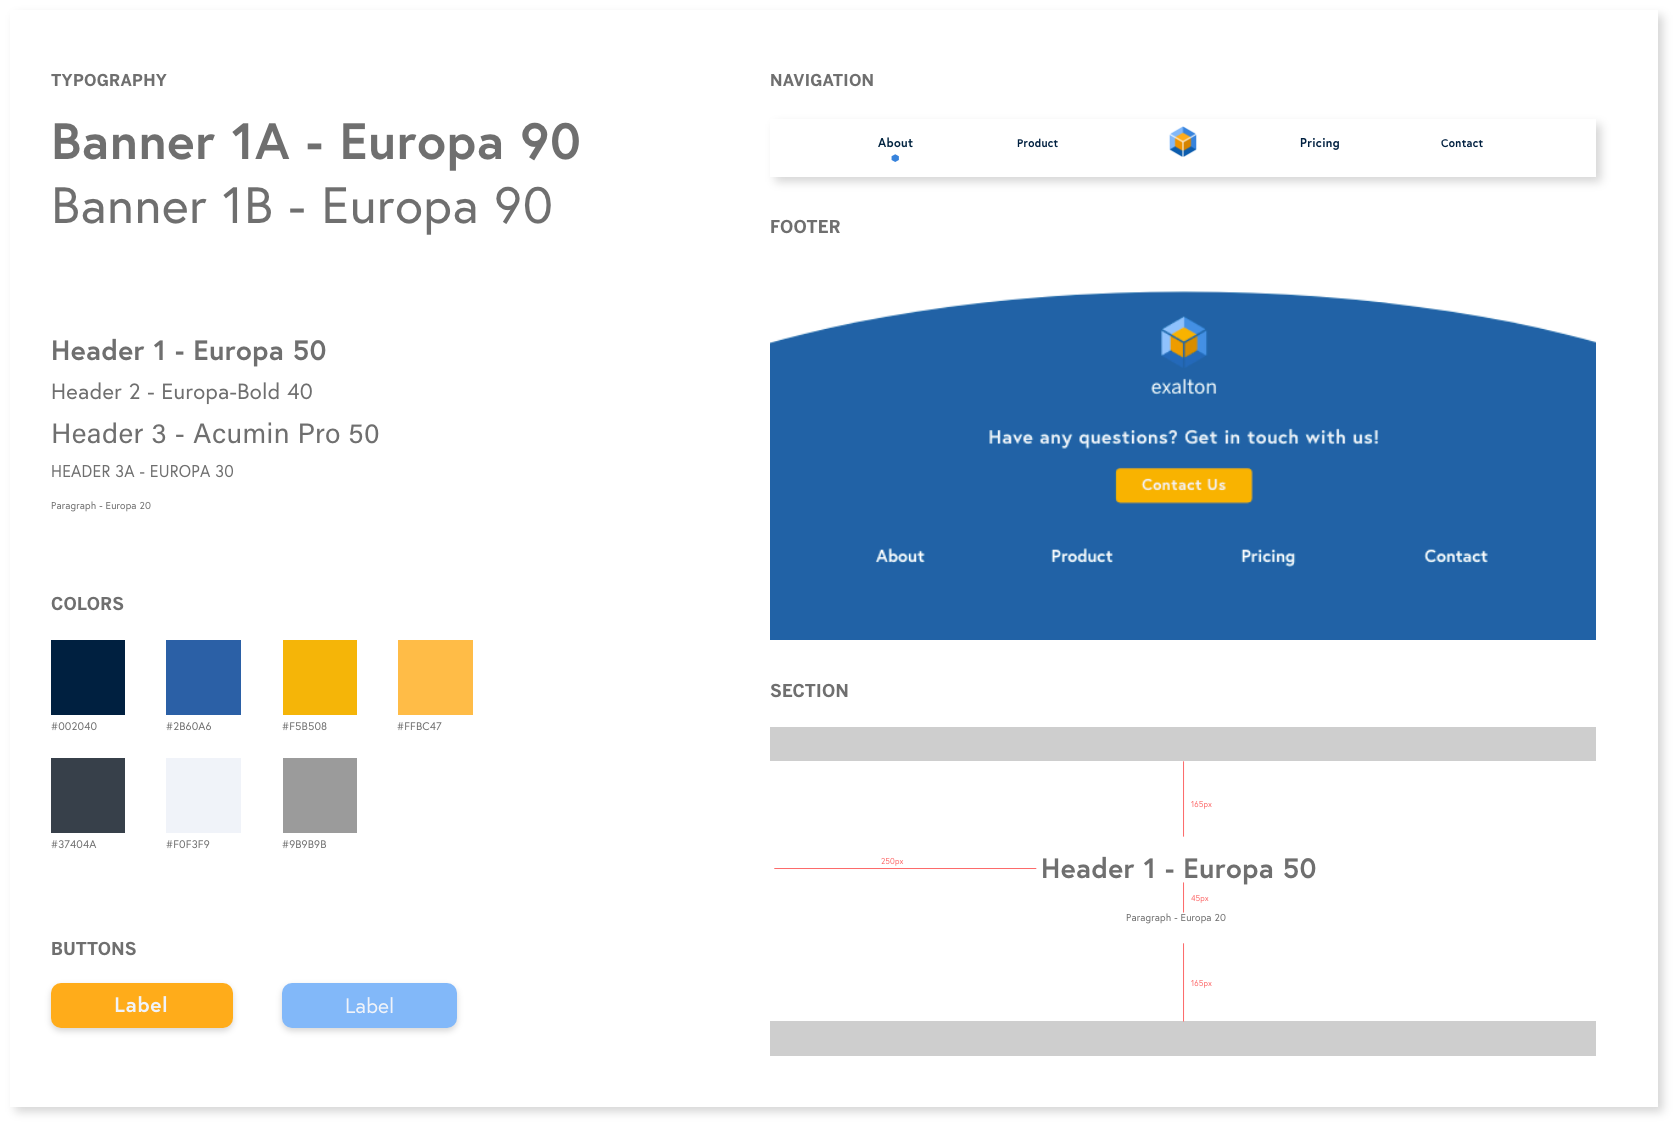 TYPOGRAPHY
Banner 1A - Europa 90
Banner 1B - Europa 90
Header 1 - Europa 50
Header 2 - Europa-Bold 40
Header 3 - Acumin Pro 50
HEADER 3A - EUROPA 30
Paragraph - Europa 20
COLORS
#002040 #2B60A6 #F5B508 #FFBC47
#37404A #F0F3F9 #9B9B9B
BUTTONS
Label Label
NAVIGATION
About Product Pricing Contact
FOOTER
exalton
Have any questions? Get in touch with us!
Contact Us
About Product Pricing Contact
SECTION
165px
250px
Header 1 - Europa 50
45px
Paragraph - Europa 20
165px